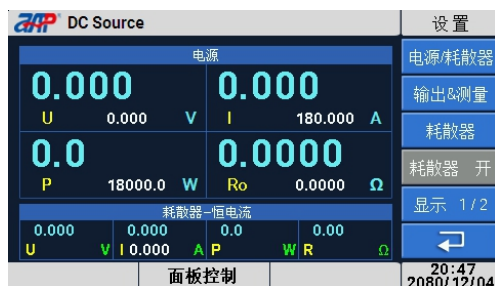 ZAP DC Source 设置
电源
0.000 0.000
U 0.000 V I 180.000 A
0.0 0.0000
P 18000.0 W Ro 0.0000 Ω
耗散器-恒电流
0.000 0.000 0.0 0.00
U V I 0.000 A P W R Ω
面板控制
电源/耗散器
输出&测量
耗散器
耗散器 开
显示 1/2
20:47
2080/12/04